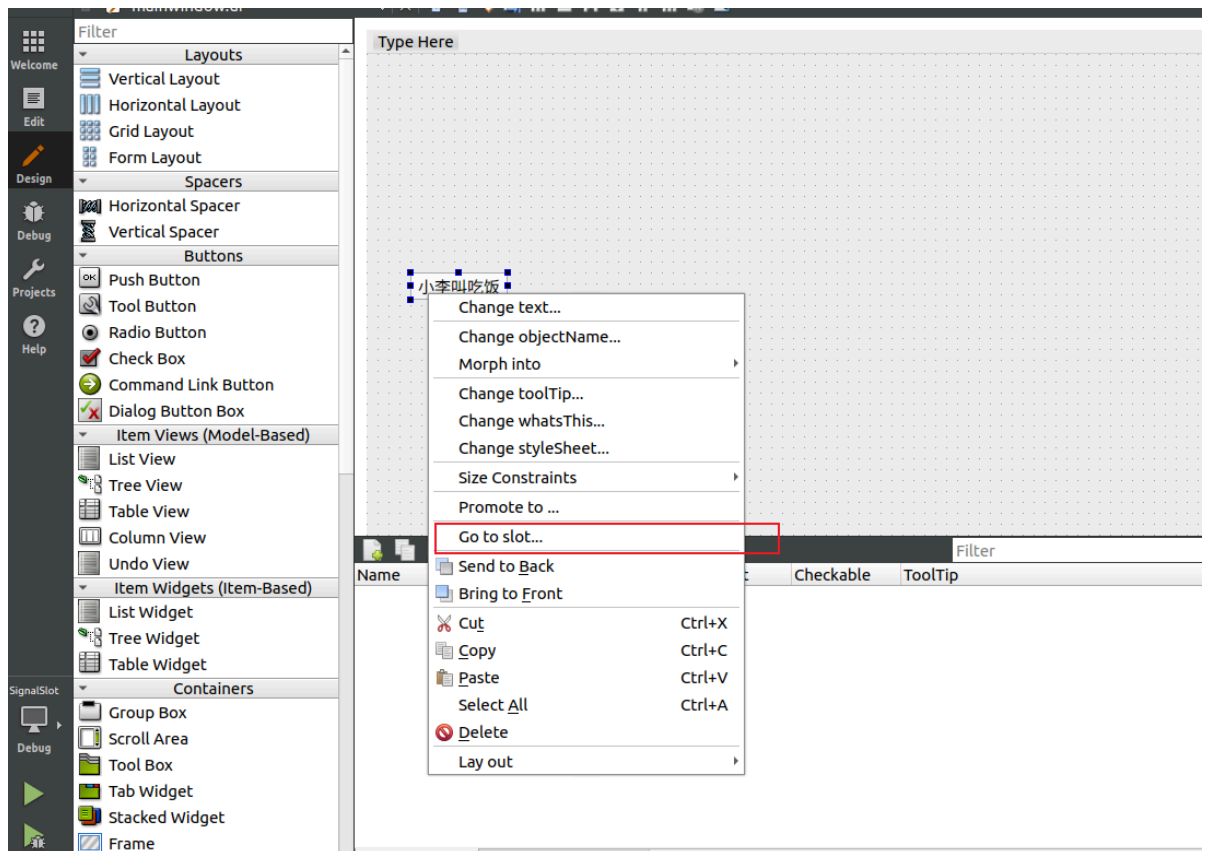 mainwindow.ui
Welcome
Edit
Design
Debug
Projects
Help
SignalSlot
Debug
Filter
Layouts
Vertical Layout
Horizontal Layout
Grid Layout
Form Layout
Spacers
Horizontal Spacer
Vertical Spacer
Buttons
OK
Push Button
Tool Button
Radio Button
Check Box
Command Link Button
Dialog Button Box
Item Views (Model-Based)
List View
Tree View
Table View
Column View
Undo View
Item Widgets (Item-Based)
List Widget
Tree Widget
Table Widget
Containers
Group Box
Scroll Area
Tool Box
Tab Widget
Stacked Widget
Frame
Type Here
小李叫吃饭
Change text...
Change objectName...
Morph into
Change toolTip...
Change whatsThis...
Change styleSheet...
Size Constraints
Promote to ...
Go to slot...
Send to Back
Bring to Front
Cut Ctrl+X
Copy Ctrl+C
Paste Ctrl+V
Select All Ctrl+A
Delete
Lay out
Filter
Name Checkable ToolTip